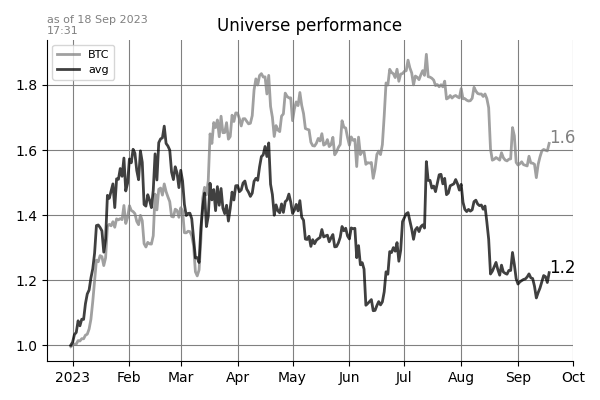 as of 18 Sep 2023
17:31
Universe performance
BTC
avg
1.8
1.6
1.4
1.2
1.0
1.6
1.2
2023 Feb Mar Apr May Jun Jul Aug Sep Oct